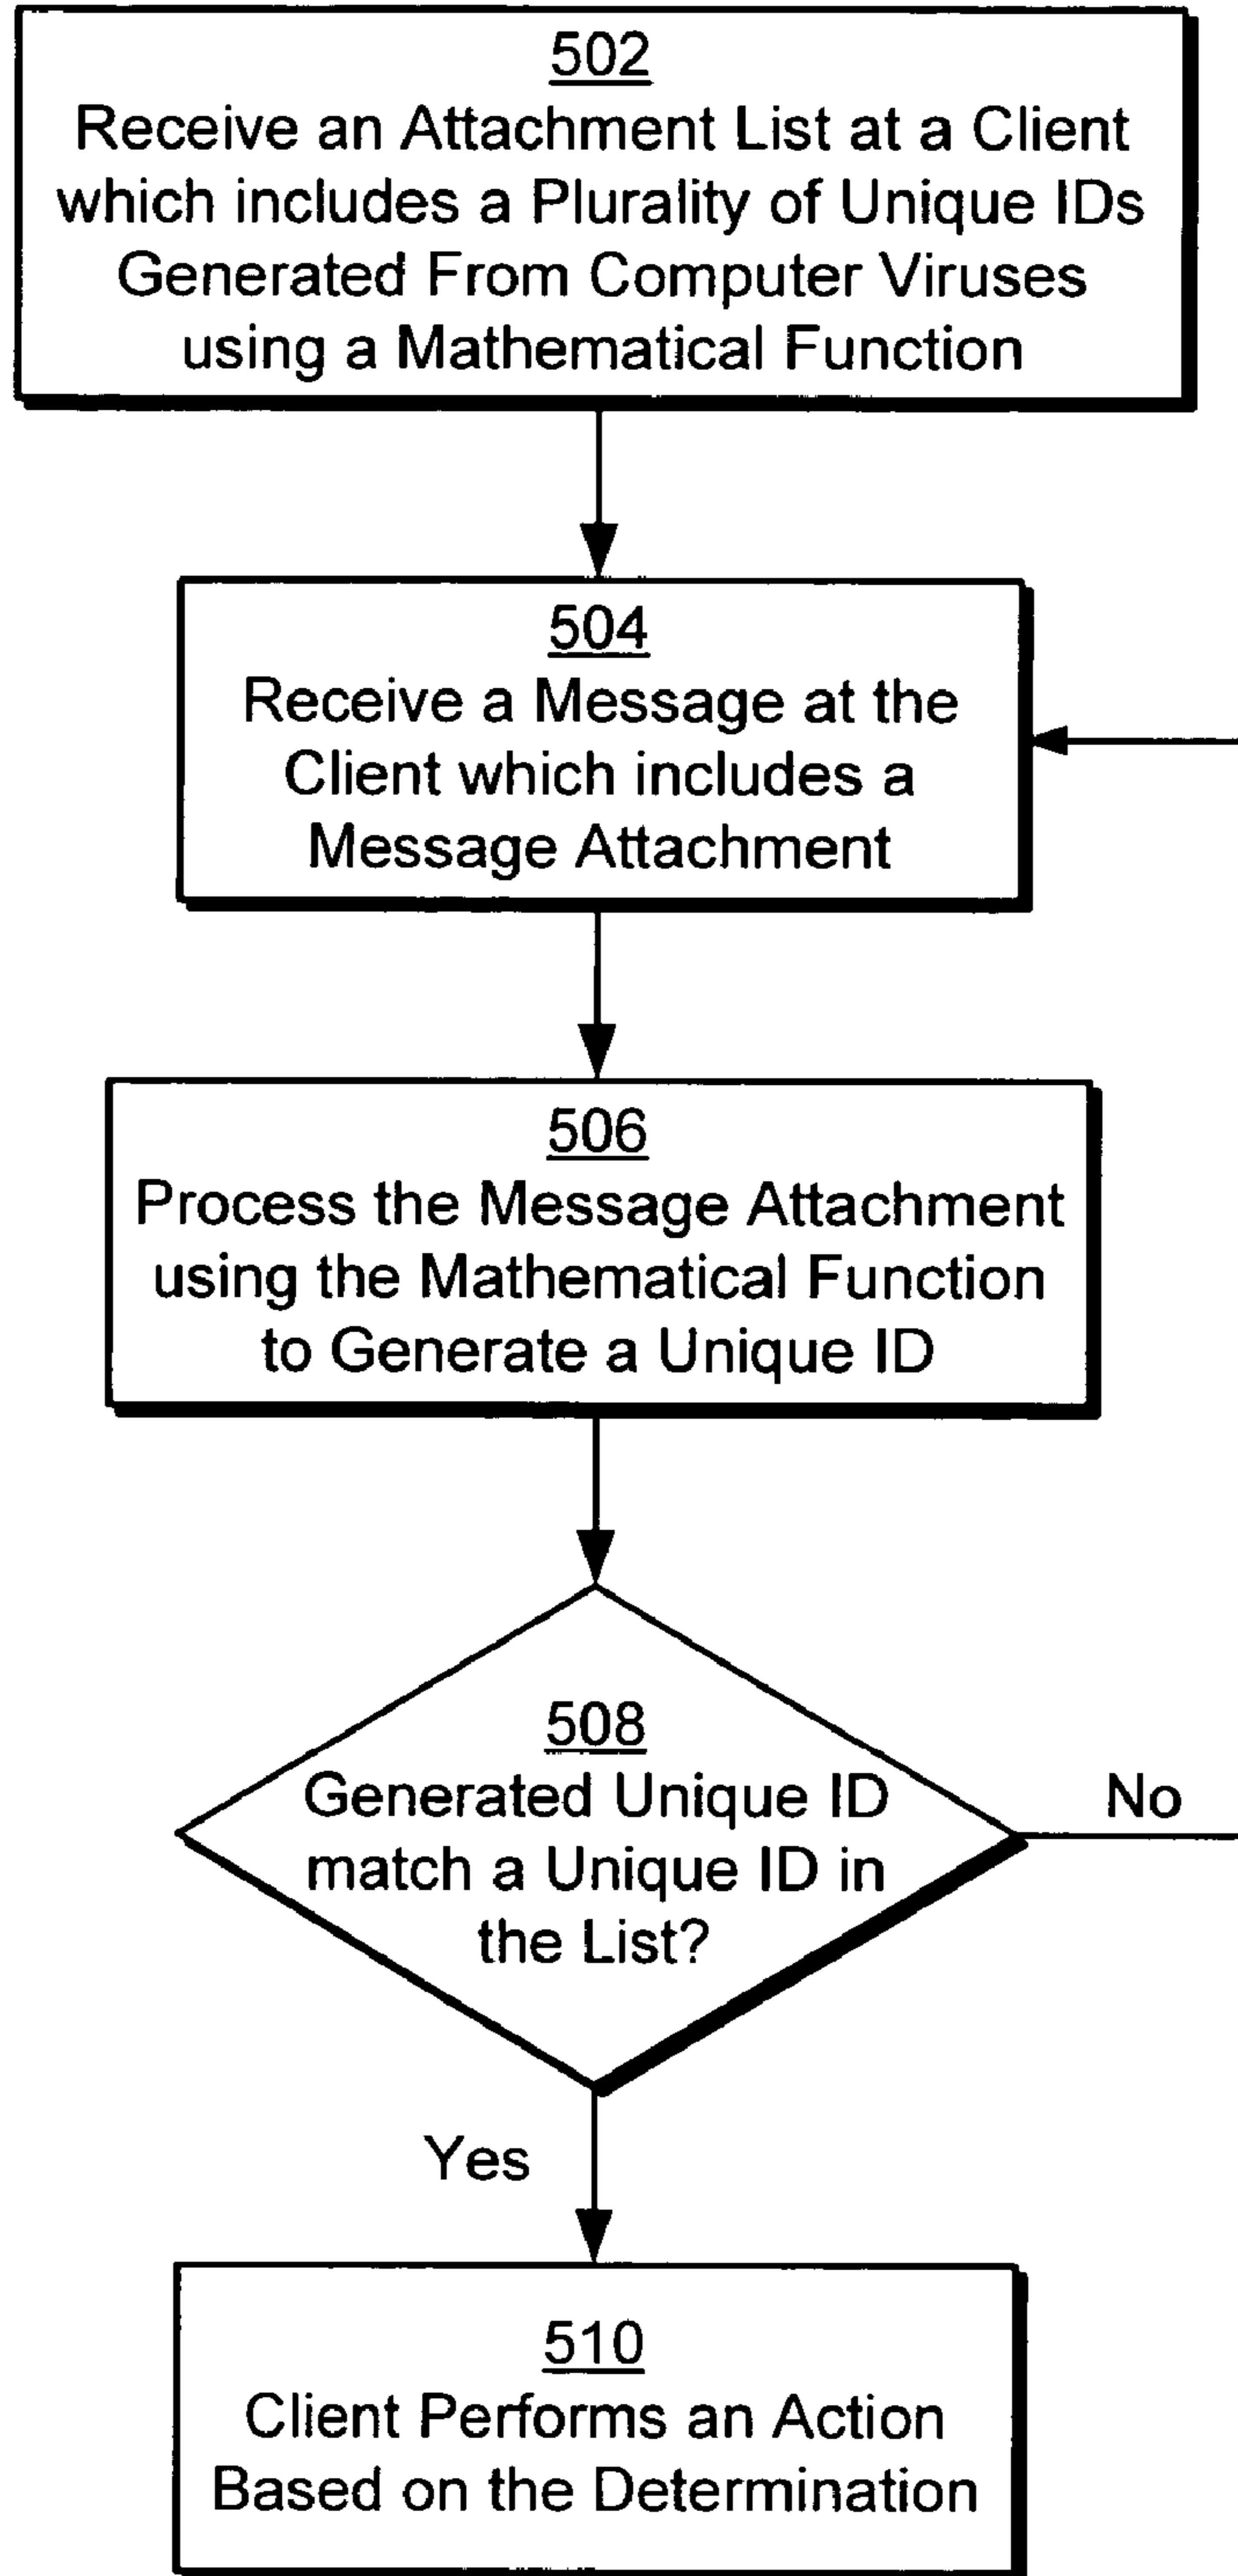 502
Receive an Attachment List at a Client
which includes a Plurality of Unique IDs
Generated From Computer Viruses
using a Mathematical Function
504
Receive a Message at the
Client which includes a
Message Attachment
506
Process the Message Attachment
using the Mathematical Function
to Generate a Unique ID
508
Generated Unique ID
match a Unique ID in
the List?
No
Yes
510
Client Performs an Action
Based on the Determination